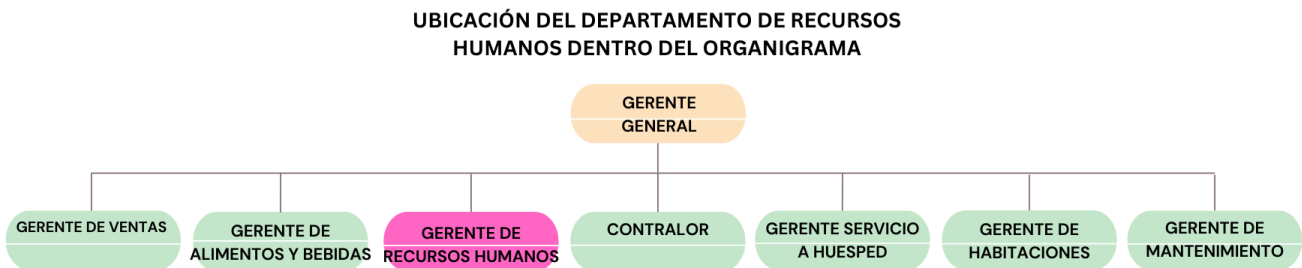 UBICACIÓN DEL DEPARTAMENTO DE RECURSOS
HUMANOS DENTRO DEL ORGANIGRAMA
GERENTE
GENERAL
GERENTE DE VENTAS
GERENTE DE
ALIMENTOS Y BEBIDAS
GERENTE DE
RECURSOS HUMANOS
CONTRALOR
GERENTE SERVICIO
A HUESPED
GERENTE DE
HABITACIONES
GERENTE DE
MANTENIMIENTO